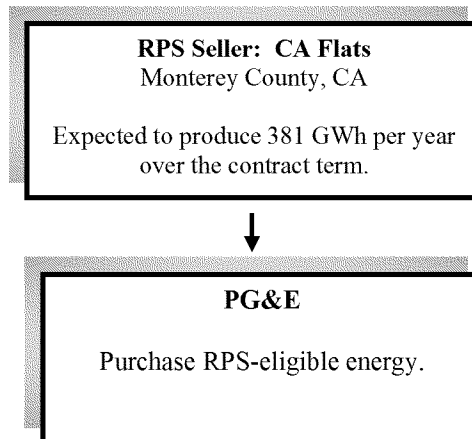 RPS Seller: CA Flats
Monterey County, CA
Expected to produce 381 GWh per year
over the contract term.
PG&E
Purchase RPS-eligible energy.